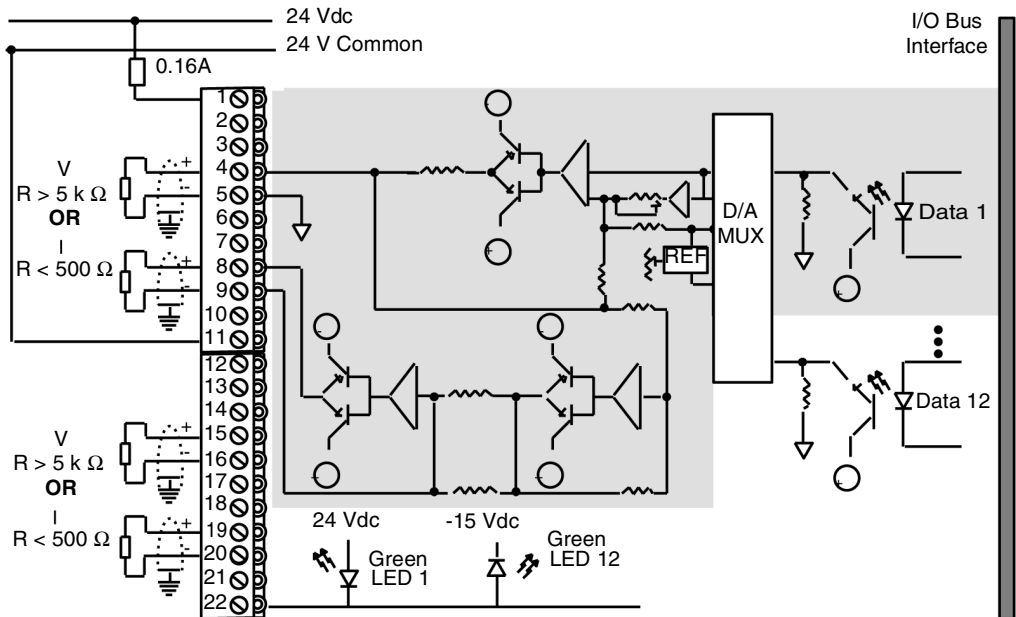 24 Vdc
24 V Common
I/O Bus
Interface
0.16A
1
2
3
4
5
6
7
8
9
10
11
12
13
14
15
16
17
18
19
20
21
22
V
R > 5 k Ω
OR
I
R < 500 Ω
+
-
+
-
V
R > 5 k Ω
OR
I
R < 500 Ω
+
-
+
-
D/A
MUX
REF
Data 1
Data 12
24 Vdc
-15 Vdc
Green
LED 1
Green
LED 12